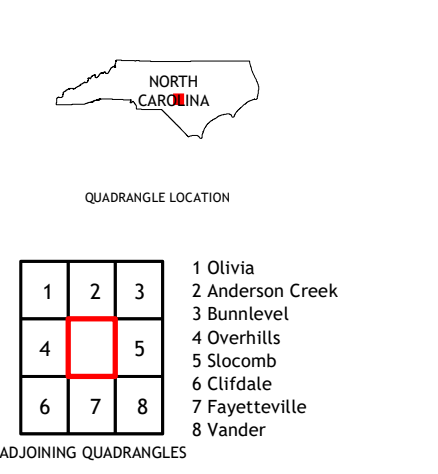 NORTH
CAROLINA
QUADRANGLE LOCATION
1 2 3
4 5
6 7 8
1 Olivia
2 Anderson Creek
3 Bunnlevel
4 Overhills
5 Slocomb
6 Clifdale
7 Fayetteville
8 Vander
ADJOINING QUADRANGLES